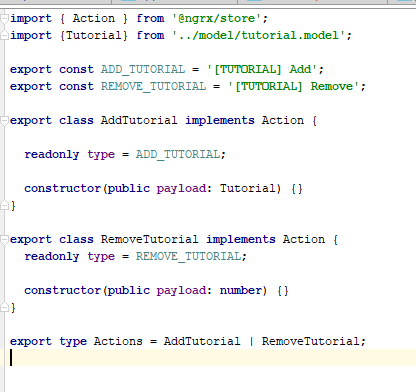 import { Action } from '@ngrx/store';
import {Tutorial} from '../model/tutorial.model';
export const ADD_TUTORIAL = '[TUTORIAL] Add';
export const REMOVE_TUTORIAL = '[TUTORIAL] Remove';
export class AddTutorial implements Action {
readonly type = ADD_TUTORIAL;
constructor(public payload: Tutorial) {}
}
export class RemoveTutorial implements Action {
readonly type = REMOVE_TUTORIAL;
constructor(public payload: number) {}
}
export type Actions = AddTutorial | RemoveTutorial;